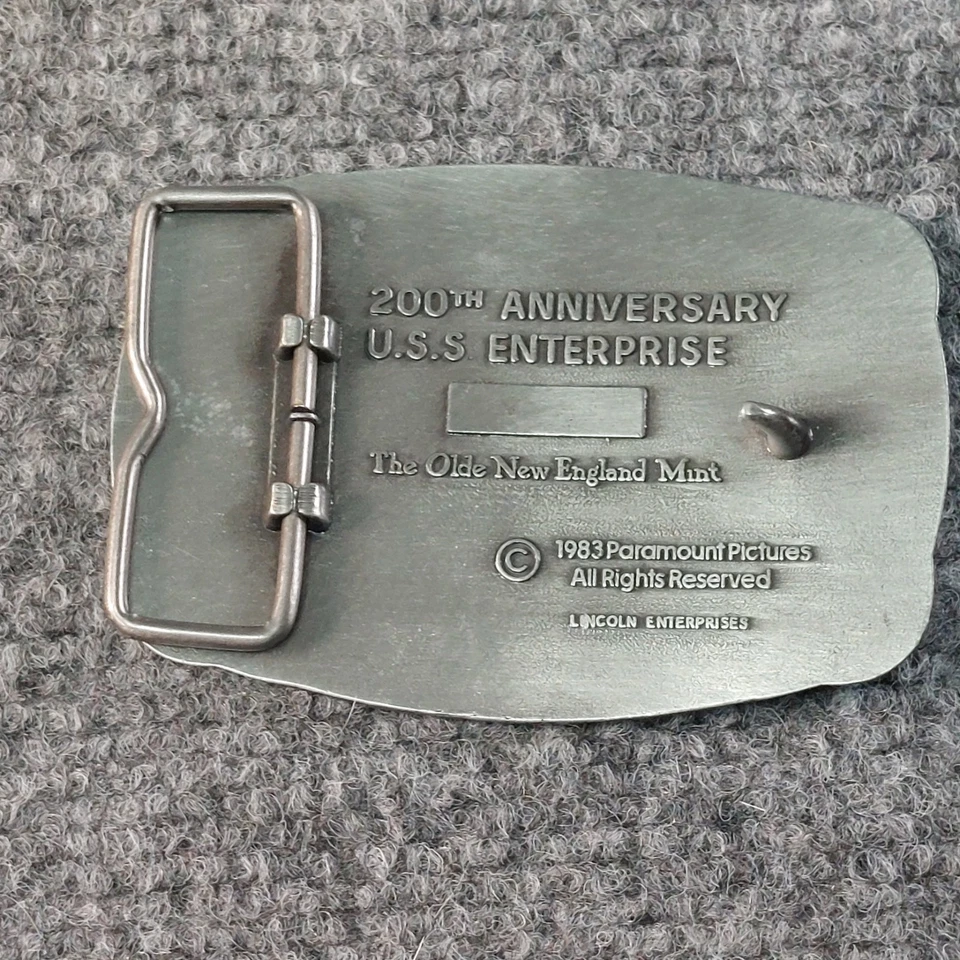 200TH ANNIVERSARY
U.S.S. ENTERPRISE
The Olde New England Mint
© 1983 Paramount Pictures
All Rights Reserved
LINCOLN ENTERPRISES